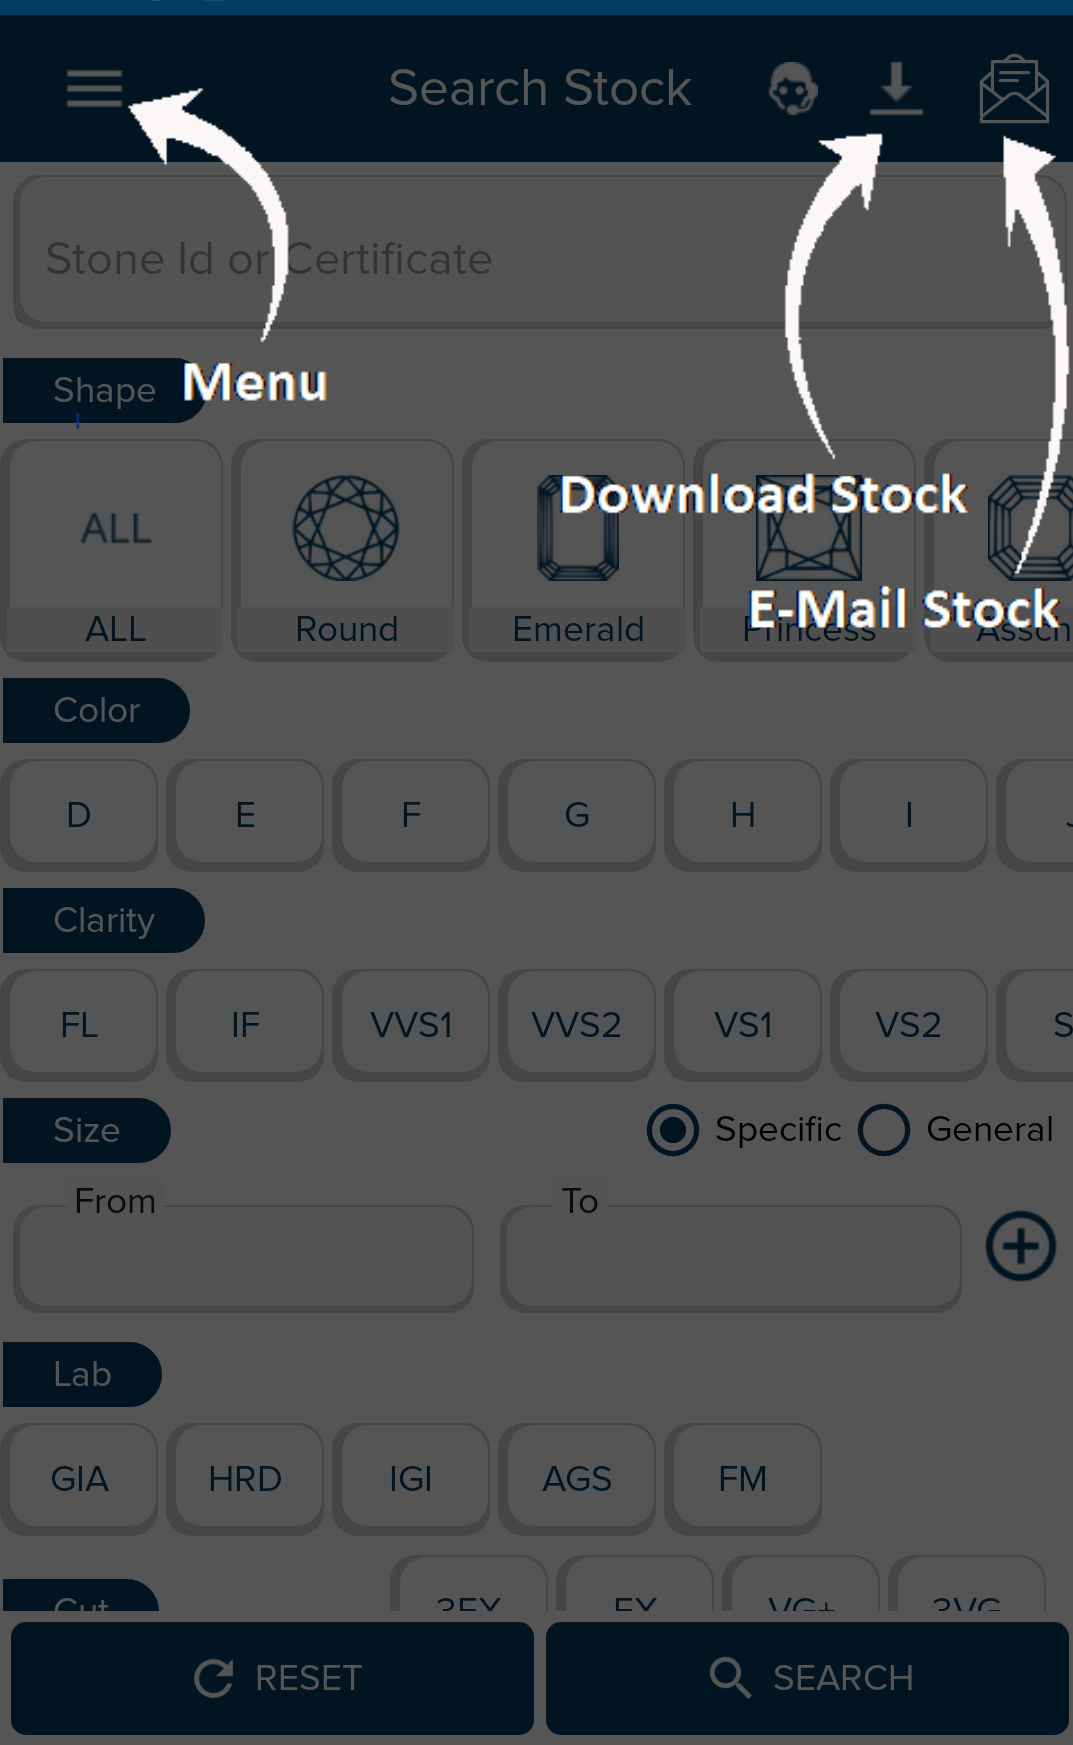 Search Stock
Stone Id or Certificate
Shape
Menu
ALL
Download Stock
E-Mail Stock
ALL Round Emerald Princess
Color
D E F G H I
Clarity
FL IF VVS1 VVS2 VS1 VS2
Size Specific General
From To
Lab
GIA HRD IGI AGS FM
Cut 3EX EX VG+ 3VG
RESET SEARCH